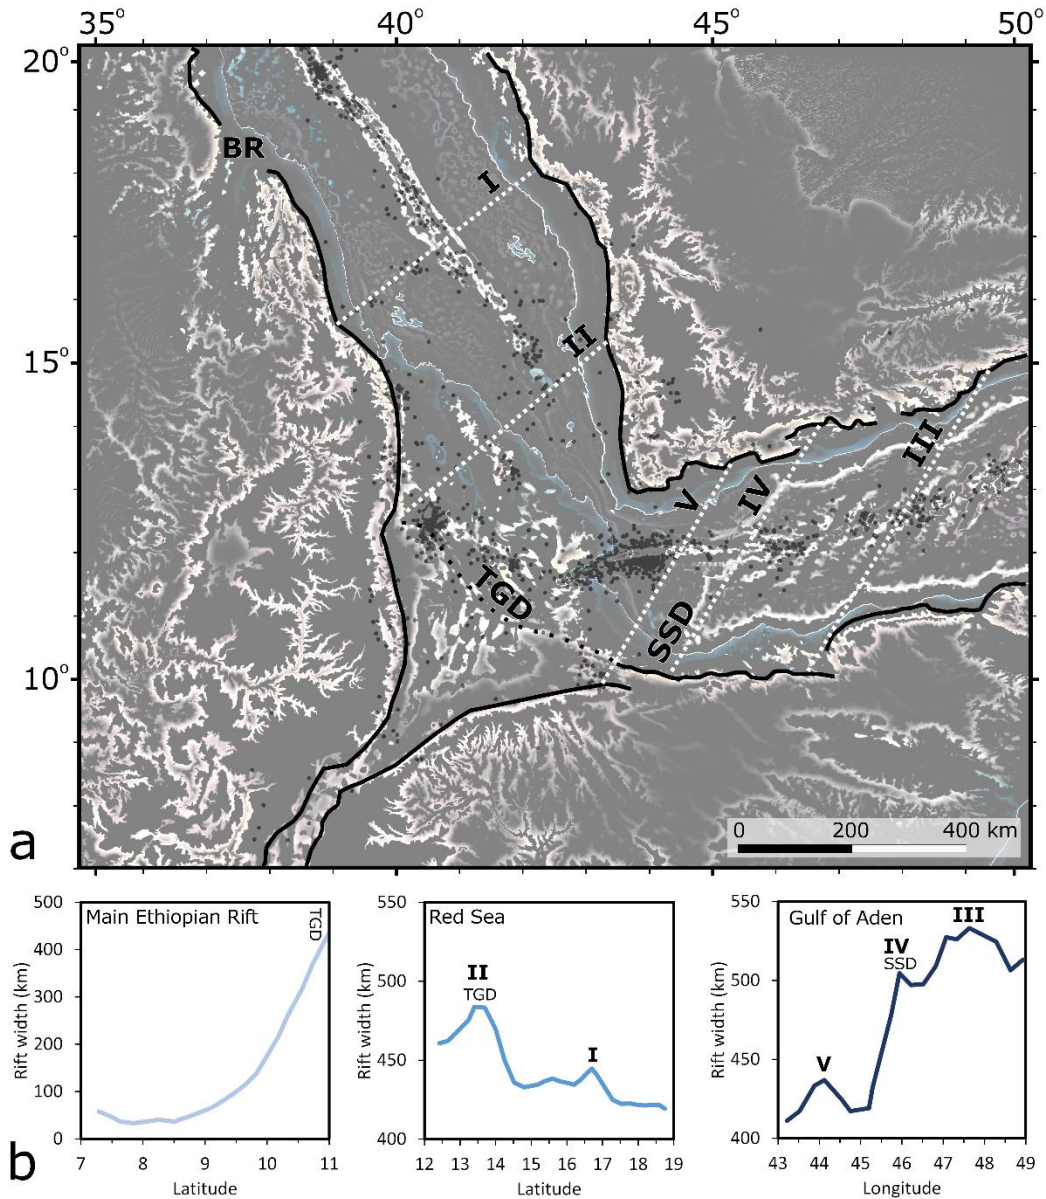 35° 40° 45° 50°
20°
15°
10°
BR
I
II
III
V
IV
TGD
SSD
0 200 400 km
a
500
400
300
200
100
0
Rift width (km)
Main Ethiopian Rift
TGD
7 8 9 10 11
Latitude
550
500
450
400
Rift width (km)
Red Sea
II
TGD
I
12 13 14 15 16 17 18 19
Latitude
550
500
450
400
Rift width (km)
Gulf of Aden
III
IV
SSD
V
43 44 45 46 47 48 49
Longitude
b